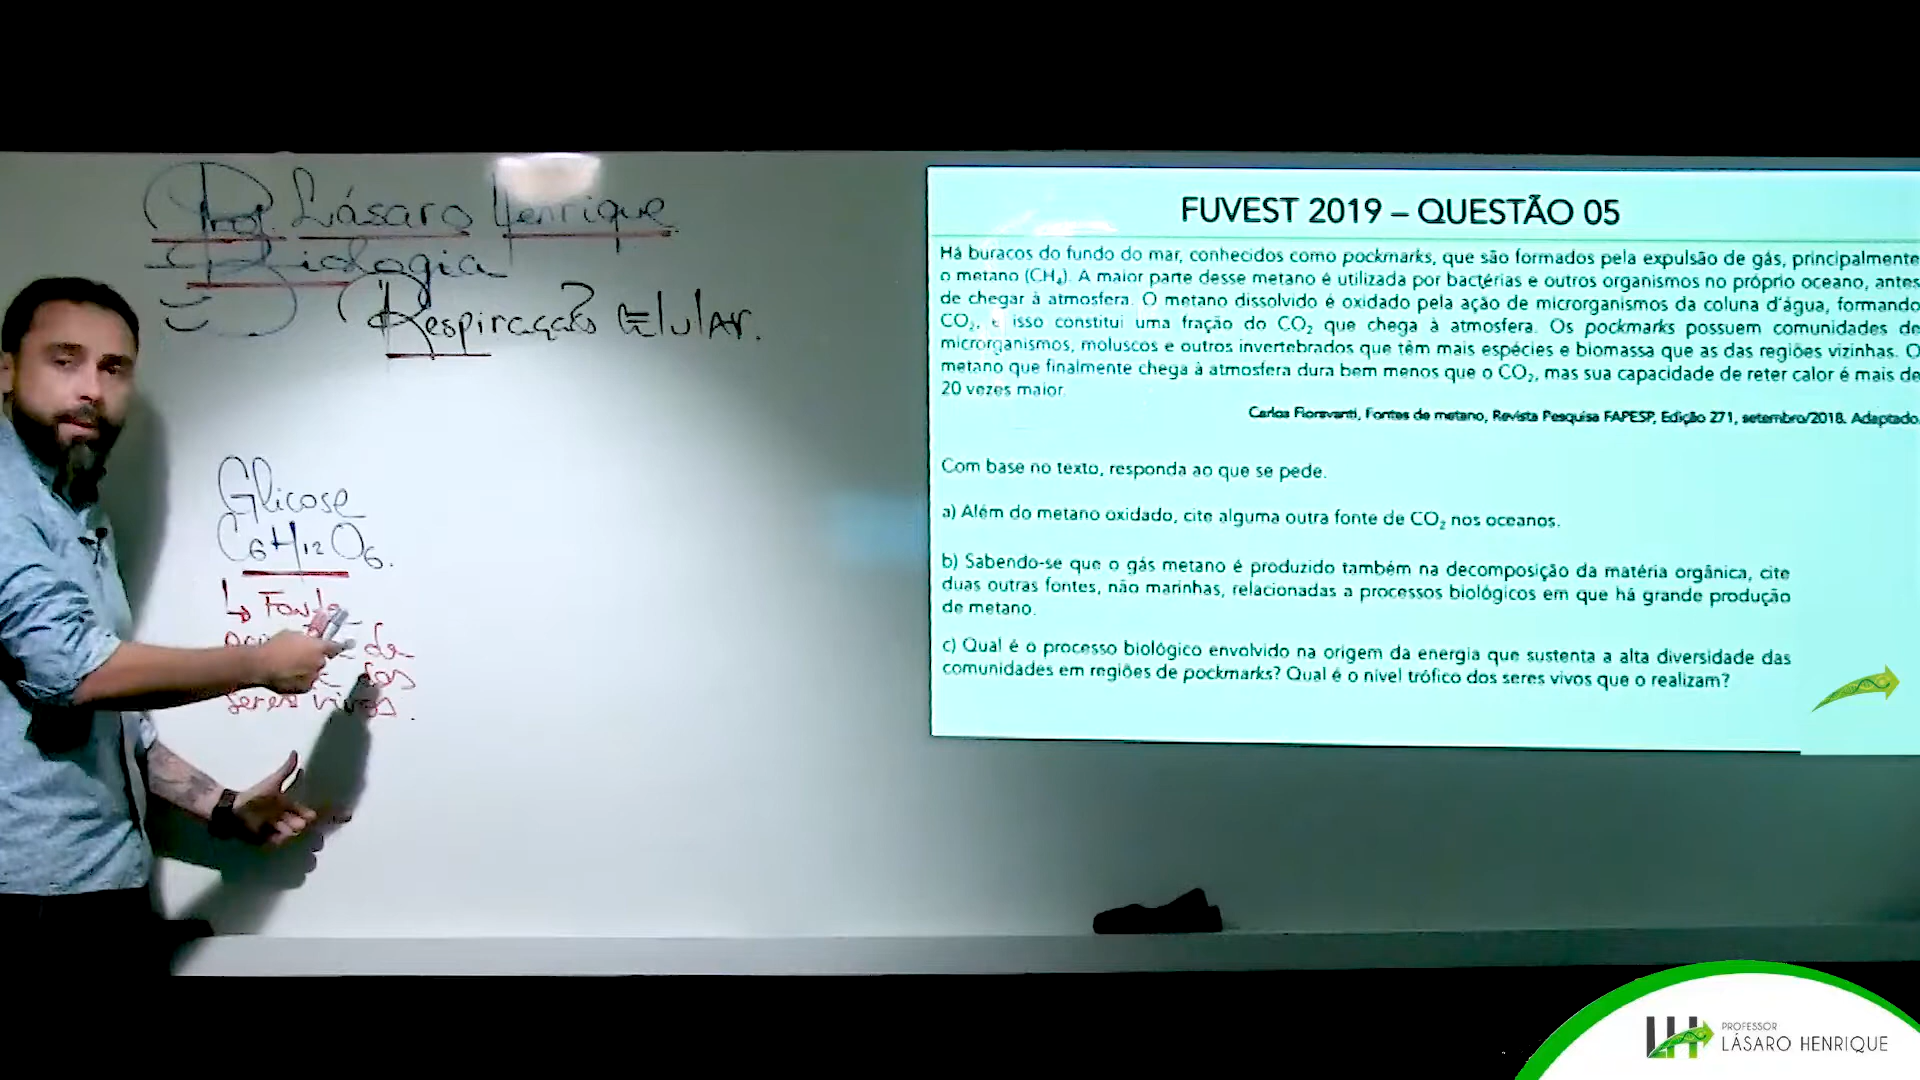 Prof. Lásaro Henrique
Biologia
Respiração Celular.
Glicose
C6H12O6.
↳ Fonte
de
dos
seres vivos.
FUVEST 2019 – QUESTÃO 05
Há buracos do fundo do mar, conhecidos como pockmarks, que são formados pela expulsão de gás, principalmente
o metano (CH₄). A maior parte desse metano é utilizada por bactérias e outros organismos no próprio oceano, antes
de chegar à atmosfera. O metano dissolvido é oxidado pela ação de microrganismos da coluna d'água, formando
CO₂, e isso constitui uma fração do CO₂ que chega à atmosfera. Os pockmarks possuem comunidades de
microrganismos, moluscos e outros invertebrados que têm mais espécies e biomassa que as das regiões vizinhas. O
metano que finalmente chega à atmosfera dura bem menos que o CO₂, mas sua capacidade de reter calor é mais de
20 vezes maior.
Carlos Fioravanti, Fontes de metano, Revista Pesquisa FAPESP, Edição 271, setembro/2018. Adaptado.
Com base no texto, responda ao que se pede.
a) Além do metano oxidado, cite alguma outra fonte de CO₂ nos oceanos.
b) Sabendo-se que o gás metano é produzido também na decomposição da matéria orgânica, cite
duas outras fontes, não marinhas, relacionadas a processos biológicos em que há grande produção
de metano.
c) Qual é o processo biológico envolvido na origem da energia que sustenta a alta diversidade das
comunidades em regiões de pockmarks? Qual é o nível trófico dos seres vivos que o realizam?
LH
PROFESSOR
LÁSARO HENRIQUE